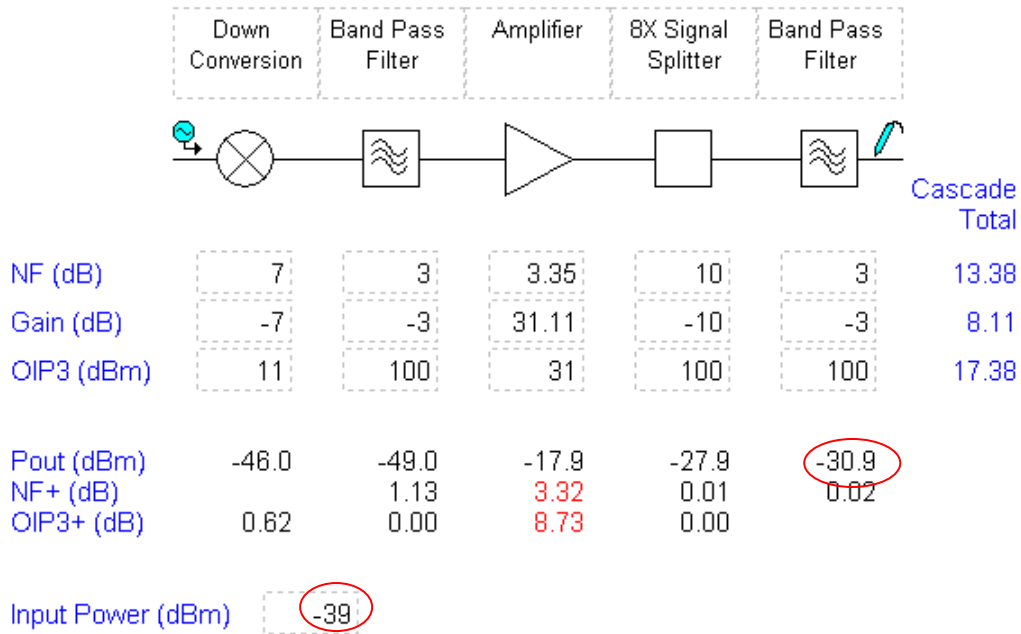 Down Conversion
Band Pass Filter
Amplifier
8X Signal Splitter
Band Pass Filter
Cascade Total
NF (dB) 7 3 3.35 10 3 13.38
Gain (dB) -7 -3 31.11 -10 -3 8.11
OIP3 (dBm) 11 100 31 100 100 17.38
Pout (dBm) -46.0 -49.0 -17.9 -27.9 -30.9
NF+ (dB) 1.13 3.32 0.01 0.02
OIP3+ (dB) 0.62 0.00 8.73 0.00
Input Power (dBm) -39